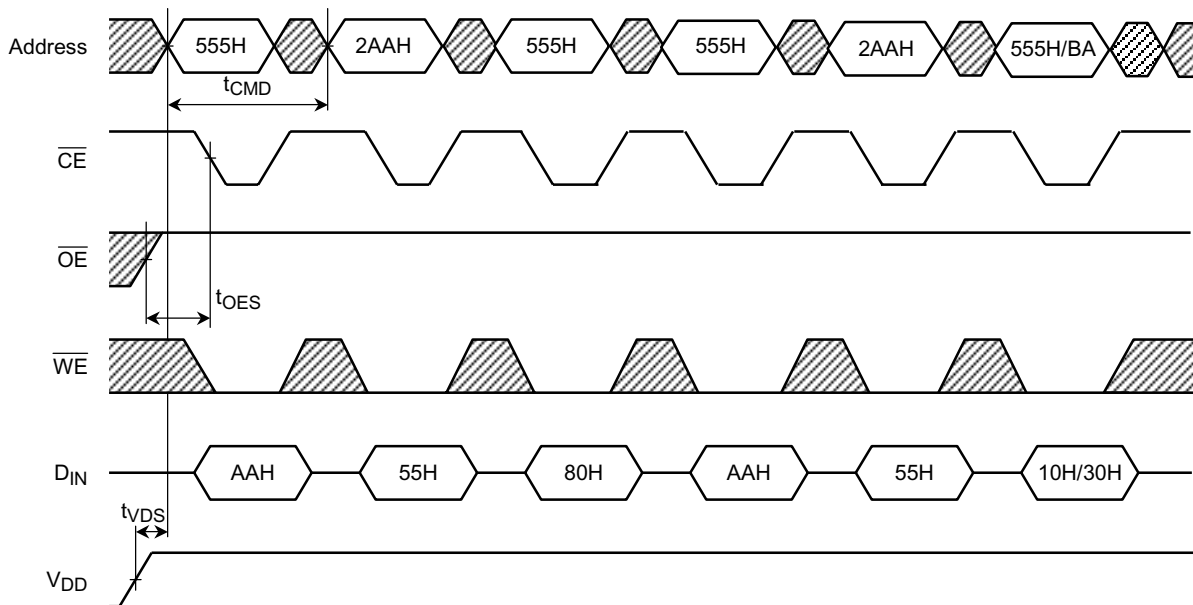 Address 555H 2AAH 555H 555H 2AAH 555H/BA
tCMD
CE
OE
tOES
WE
DIN AAH 55H 80H AAH 55H 10H/30H
tVDS
VDD